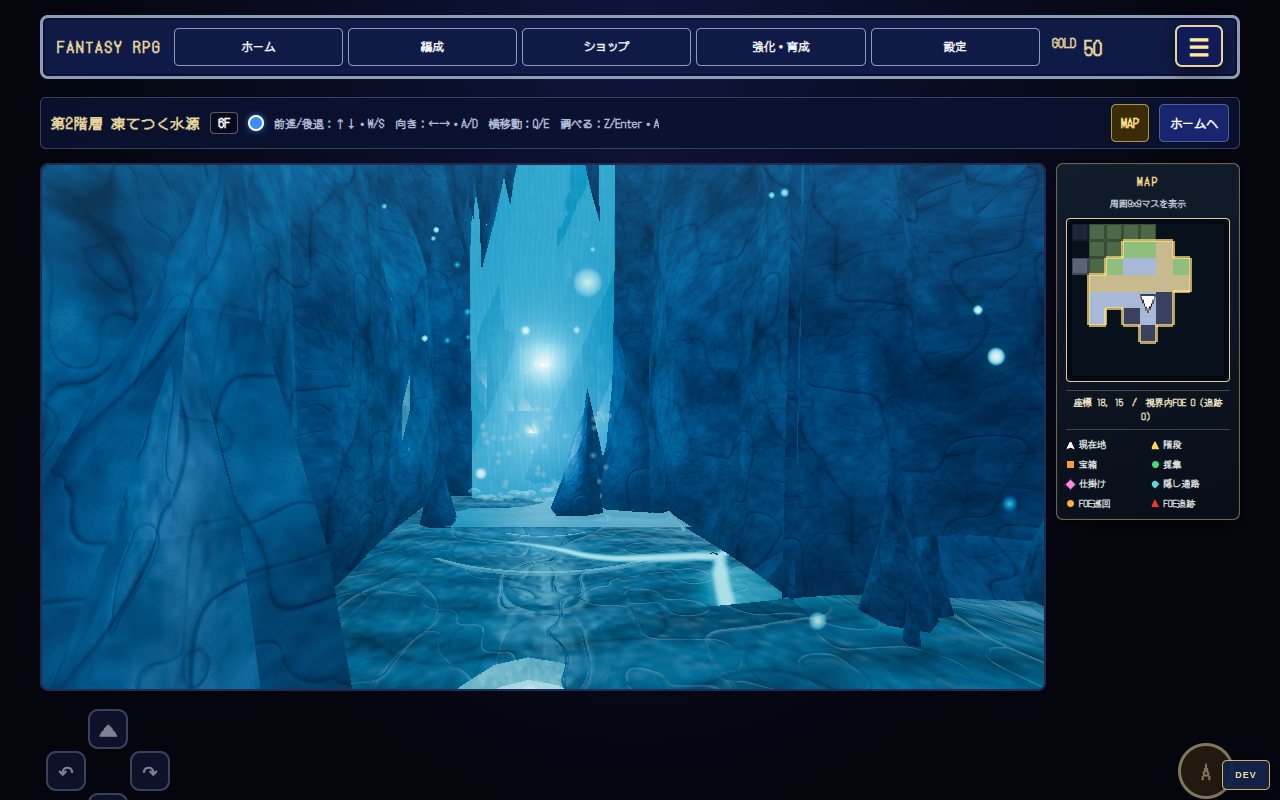 FANTASY RPG
ホーム
編成
ショップ
強化・育成
設定
GOLD 50
第2階層 凍てつく水源
6F
前進/後退：↑↓・W/S 向き：←→・A/D 横移動：Q/E 調べる：Z/Enter・A
MAP
ホームへ
MAP
周囲9x9マスを表示
座標 18, 15 / 視界内FOE 0（追跡
0）
現在地
階段
宝箱
採集
仕掛け
隠し通路
FOE巡回
FOE追跡
A
DEV